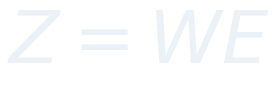 Z = WE